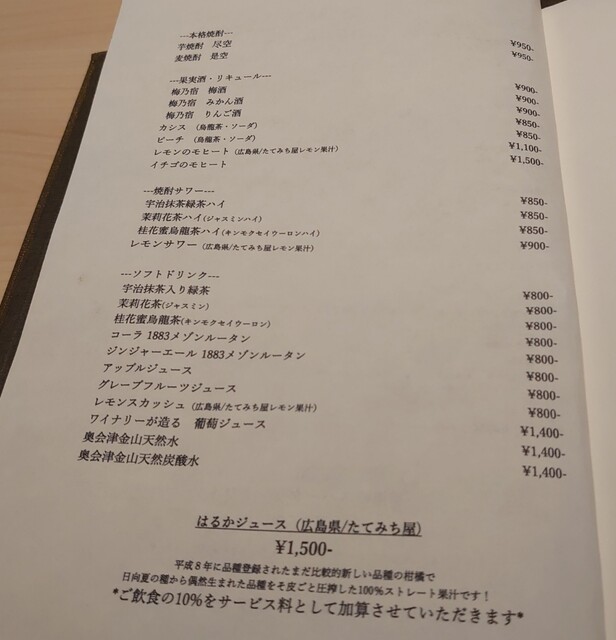 ---本格焼酎---
芋焼酎　尽空 ¥950-
麦焼酎　是空 ¥950-
---果実酒・リキュール---
梅乃宿　梅酒 ¥900-
梅乃宿　みかん酒 ¥900-
梅乃宿　りんご酒 ¥900-
カシス　（烏龍茶・ソーダ） ¥850-
ピーチ　（烏龍茶・ソーダ） ¥850-
レモンのモヒート（広島県/たてみち屋レモン果汁） ¥1,100-
イチゴのモヒート ¥1,500-
---焼酎サワー---
宇治抹茶緑茶ハイ ¥850-
茉莉花茶ハイ(ジャスミンハイ) ¥850-
桂花蜜烏龍茶ハイ(キンモクセイウーロンハイ) ¥850-
レモンサワー（広島県/たてみち屋レモン果汁） ¥900-
---ソフトドリンク---
宇治抹茶入り緑茶 ¥800-
茉莉花茶(ジャスミン) ¥800-
桂花蜜烏龍茶(キンモクセイウーロン) ¥800-
コーラ 1883メゾンルータン ¥800-
ジンジャーエール 1883メゾンルータン ¥800-
アップルジュース ¥800-
グレープフルーツジュース ¥800-
レモンスカッシュ（広島県/たてみち屋レモン果汁） ¥800-
ワイナリーが造る　葡萄ジュース ¥1,400-
奥会津金山天然水 ¥1,400-
奥会津金山天然炭酸水 ¥1,400-
はるかジュース（広島県/たてみち屋）
¥1,500-
平成８年に品種登録されたまだ比較的新しい品種の柑橘で
日向夏の種から偶然生まれた品種をそ皮ごと圧搾した100%ストレート果汁です！
*ご飲食の10%をサービス料として加算させていただきます*